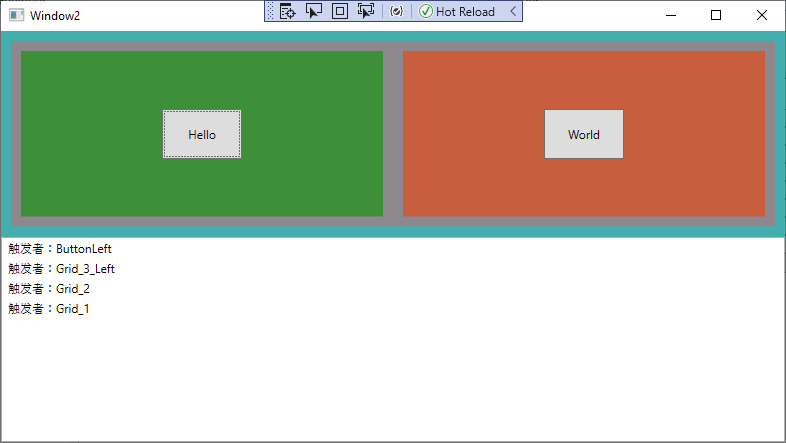 Window2
Hot Reload
Hello
World
触发者：ButtonLeft
触发者：Grid_3_Left
触发者：Grid_2
触发者：Grid_1